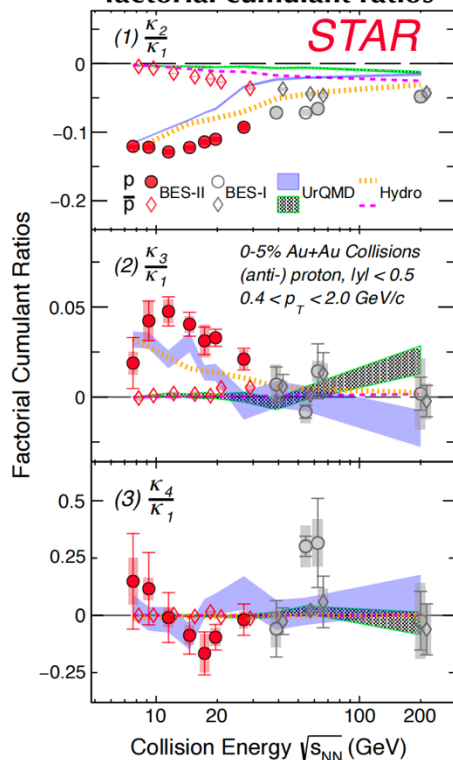 factorial cumulant ratios
(1) κ2/κ1
STAR
0
-0.1
-0.2
p
p̄
BES-II
BES-I
UrQMD
Hydro
(2) κ3/κ1
0-5% Au+Au Collisions
(anti-) proton, |y| < 0.5
0.4 < pT < 2.0 GeV/c
0.05
0
(3) κ4/κ1
0.5
0.25
0
-0.25
10 20 100 200
Factorial Cumulant Ratios
Collision Energy √sNN (GeV)